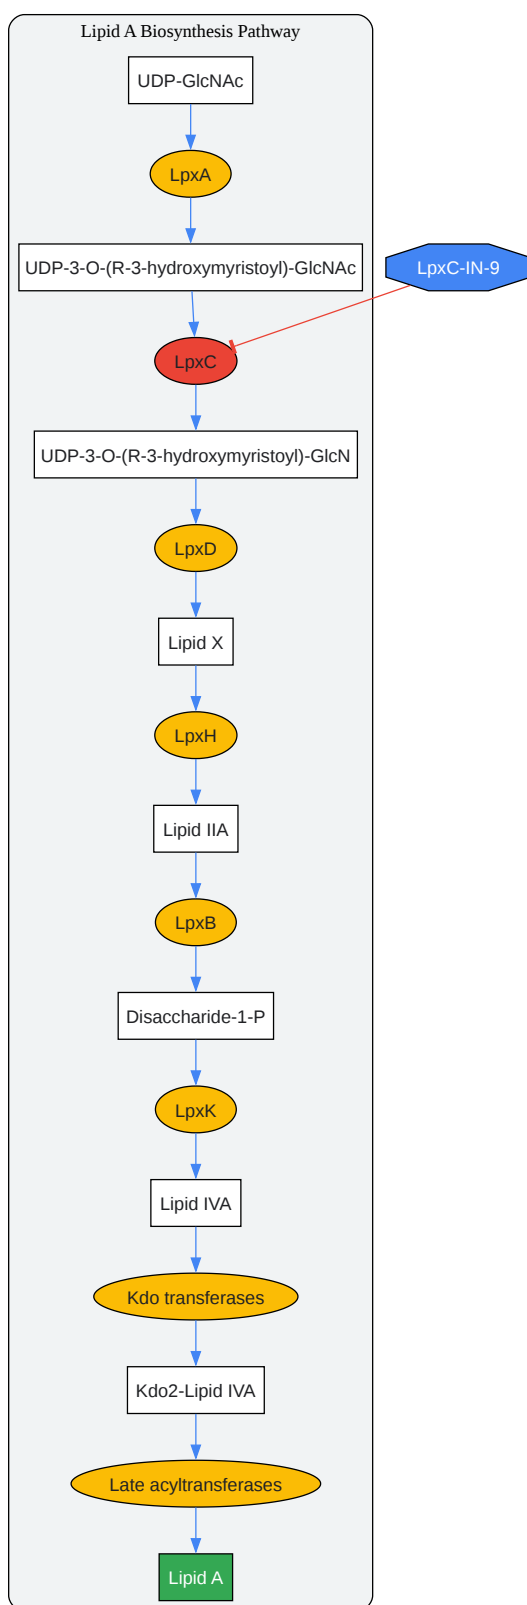 Lipid A Biosynthesis Pathway
UDP-GlcNAc
LpxA
UDP-3-O-(R-3-hydroxymyristoyl)-GlcNAc
LpxC-IN-9
LpxC
UDP-3-O-(R-3-hydroxymyristoyl)-GlcN
LpxD
Lipid X
LpxH
Lipid IIA
LpxB
Disaccharide-1-P
LpxK
Lipid IVA
Kdo transferases
Kdo2-Lipid IVA
Late acyltransferases
Lipid A